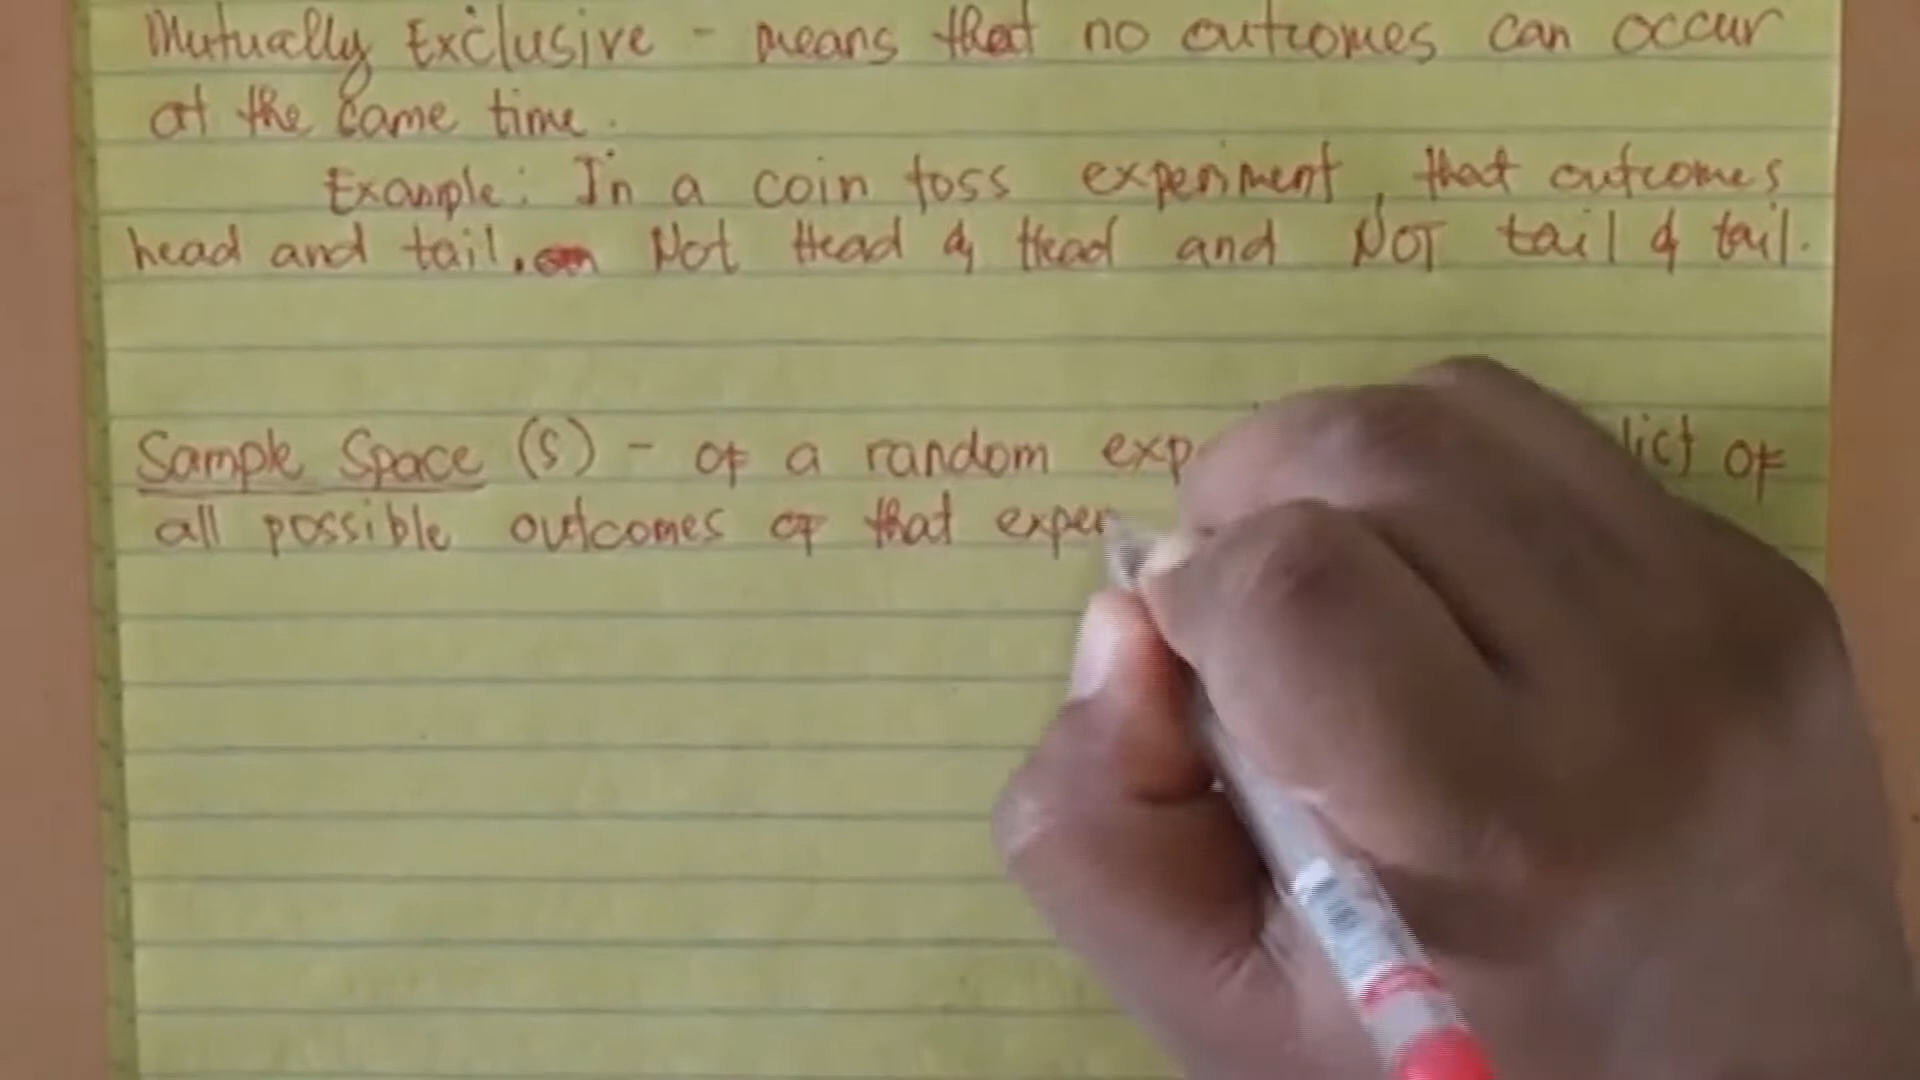 Mutually Exclusive - means that no outcomes can occur
at the same time.
Example: In a coin toss experiment, that outcomes
head and tail. Not Head & Head and NOT tail & tail.
Sample Space (S) - of a random exp list of
all possible outcomes of that exper